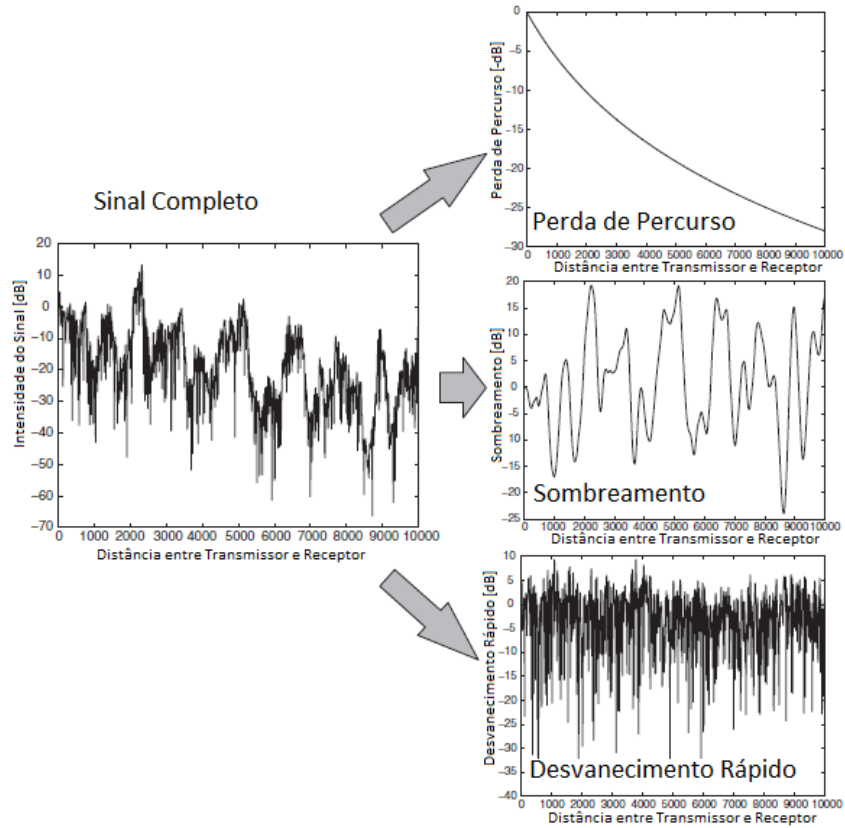 Sinal Completo
Intensidade do Sinal [dB]
20
10
0
−10
−20
−30
−40
−50
−60
−70
0 1000 2000 3000 4000 5000 6000 7000 8000 9000 10000
Distância entre Transmissor e Receptor
Perda de Percurso [-dB]
0
−5
−10
−15
−20
−25
−30
Perda de Percurso
0 1000 2000 3000 4000 5000 6000 7000 8000 9000 10000
Distância entre Transmissor e Receptor
Sombreamento [dB]
20
15
10
5
0
−5
−10
−15
−20
−25
Sombreamento
0 1000 2000 3000 4000 5000 6000 7000 8000 9000 10000
Distância entre Transmissor e Receptor
Desvanecimento Rápido [dB]
10
5
0
−5
−10
−15
−20
−25
−30
−35
−40
Desvanecimento Rápido
0 1000 2000 3000 4000 5000 6000 7000 8000 9000 10000
Distância entre Transmissor e Receptor